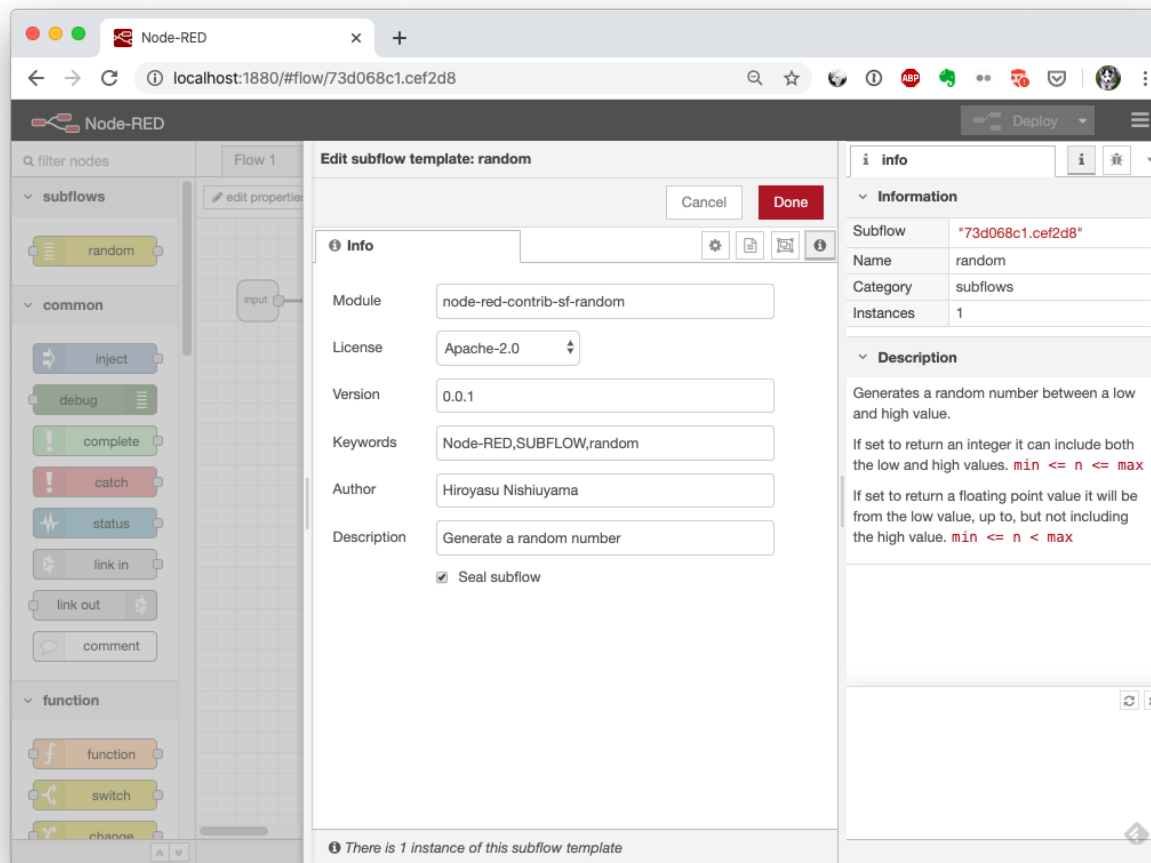 Node-RED
localhost:1880/#flow/73d068c1.cef2d8
ABP
Node-RED
Deploy
filter nodes
subflows
random
common
inject
debug
complete
catch
status
link in
link out
comment
function
function
switch
change
Flow 1
edit properties
input
Edit subflow template: random
Cancel
Done
Info
Module
node-red-contrib-sf-random
License
Apache-2.0
Version
0.0.1
Keywords
Node-RED,SUBFLOW,random
Author
Hiroyasu Nishiuyama
Description
Generate a random number
Seal subflow
There is 1 instance of this subflow template
i info
i
Information
Subflow "73d068c1.cef2d8"
Name random
Category subflows
Instances 1
Description
Generates a random number between a low
and high value.
If set to return an integer it can include both
the low and high values. min <= n <= max
If set to return a floating point value it will be
from the low value, up to, but not including
the high value. min <= n < max